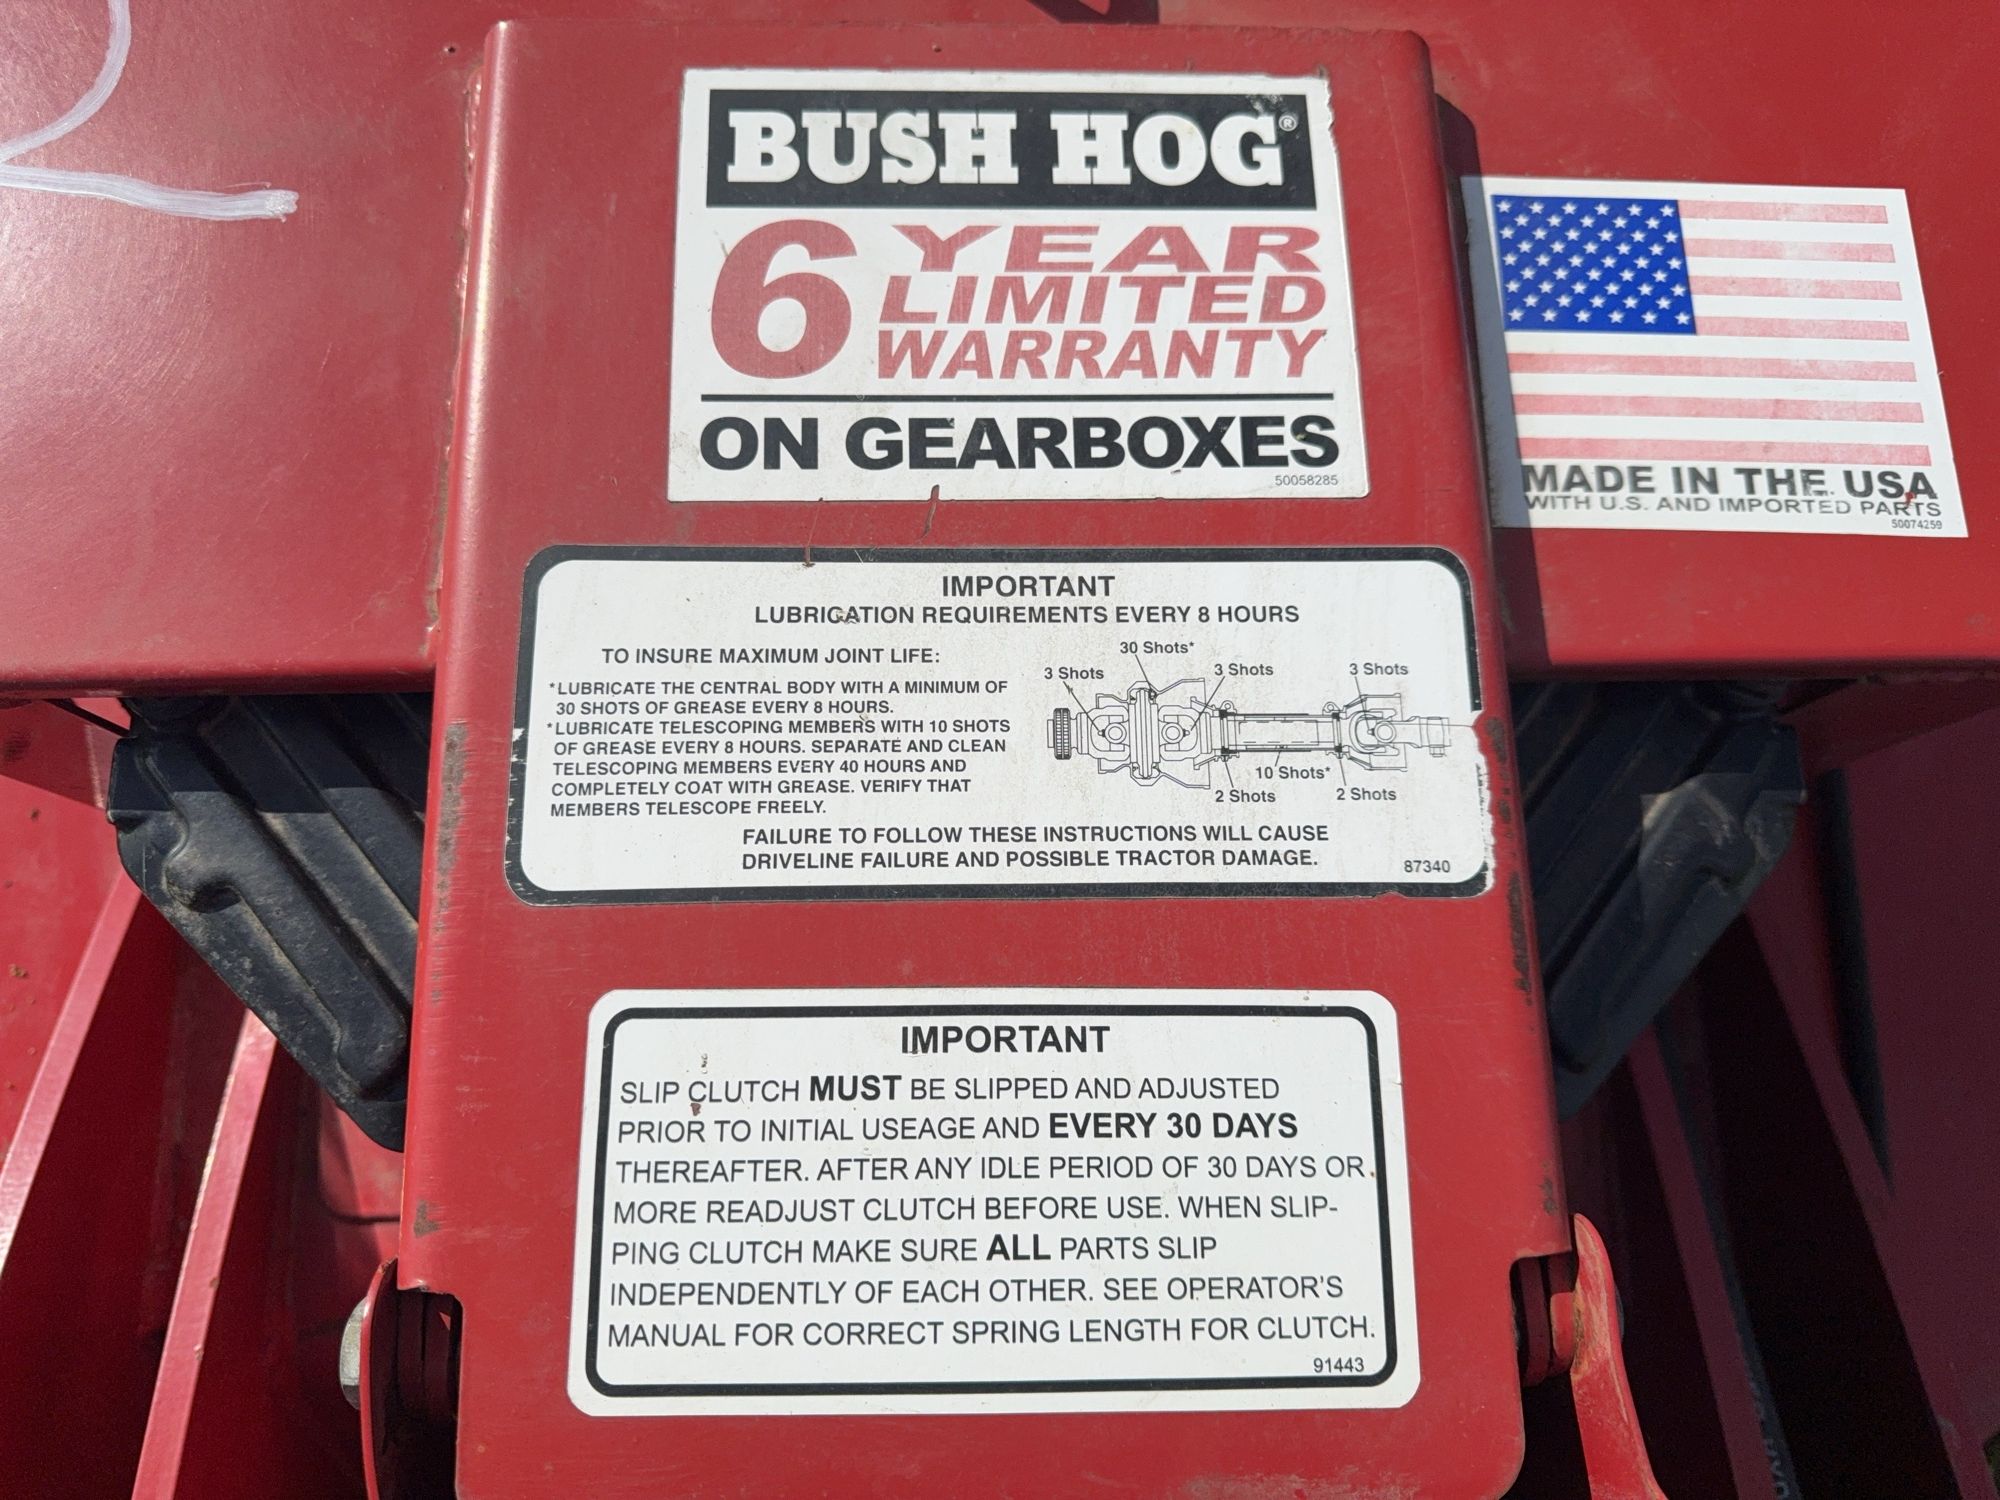 BUSH HOG®
6 YEAR
LIMITED
WARRANTY
ON GEARBOXES
50058285
MADE IN THE USA
WITH U.S. AND IMPORTED PARTS
50074259
IMPORTANT
LUBRICATION REQUIREMENTS EVERY 8 HOURS
TO INSURE MAXIMUM JOINT LIFE:
*LUBRICATE THE CENTRAL BODY WITH A MINIMUM OF
30 SHOTS OF GREASE EVERY 8 HOURS.
*LUBRICATE TELESCOPING MEMBERS WITH 10 SHOTS
OF GREASE EVERY 8 HOURS. SEPARATE AND CLEAN
TELESCOPING MEMBERS EVERY 40 HOURS AND
COMPLETELY COAT WITH GREASE. VERIFY THAT
MEMBERS TELESCOPE FREELY.
30 Shots*
3 Shots
3 Shots
3 Shots
10 Shots*
2 Shots
2 Shots
FAILURE TO FOLLOW THESE INSTRUCTIONS WILL CAUSE
DRIVELINE FAILURE AND POSSIBLE TRACTOR DAMAGE.
87340
IMPORTANT
SLIP CLUTCH MUST BE SLIPPED AND ADJUSTED
PRIOR TO INITIAL USEAGE AND EVERY 30 DAYS
THEREAFTER. AFTER ANY IDLE PERIOD OF 30 DAYS OR
MORE READJUST CLUTCH BEFORE USE. WHEN SLIP-
PING CLUTCH MAKE SURE ALL PARTS SLIP
INDEPENDENTLY OF EACH OTHER. SEE OPERATOR'S
MANUAL FOR CORRECT SPRING LENGTH FOR CLUTCH.
91443